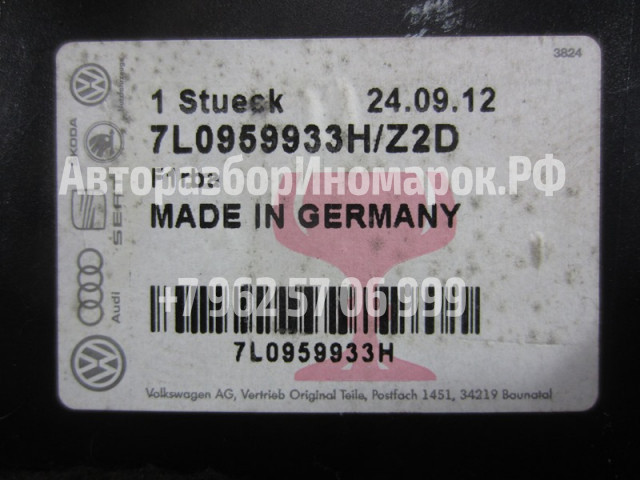 3824
1 Stueck 24.09.12
7L0959933H/Z2D
АвторазборИномарок.РФ
MADE IN GERMANY
+7 962 57 06 999
7L0959933H
Volkswagen AG, Vertrieb Original Teile, Postfach 1451, 34219 Baunatal
SKODA
SEAT
Audi